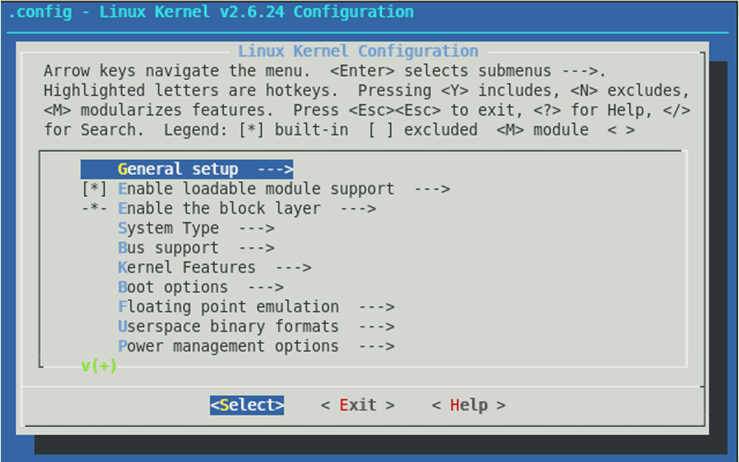 .config - Linux Kernel v2.6.24 Configuration
Linux Kernel Configuration
Arrow keys navigate the menu.  <Enter> selects submenus --->.
Highlighted letters are hotkeys.  Pressing <Y> includes, <N> excludes,
<M> modularizes features.  Press <Esc><Esc> to exit, <?> for Help, </>
for Search.  Legend: [*] built-in  [ ] excluded  <M> module  < >
General setup  --->
[*] Enable loadable module support  --->
-*- Enable the block layer  --->
System Type  --->
Bus support  --->
Kernel Features  --->
Boot options  --->
Floating point emulation  --->
Userspace binary formats  --->
Power management options  --->
v(+)
<Select>    < Exit >    < Help >